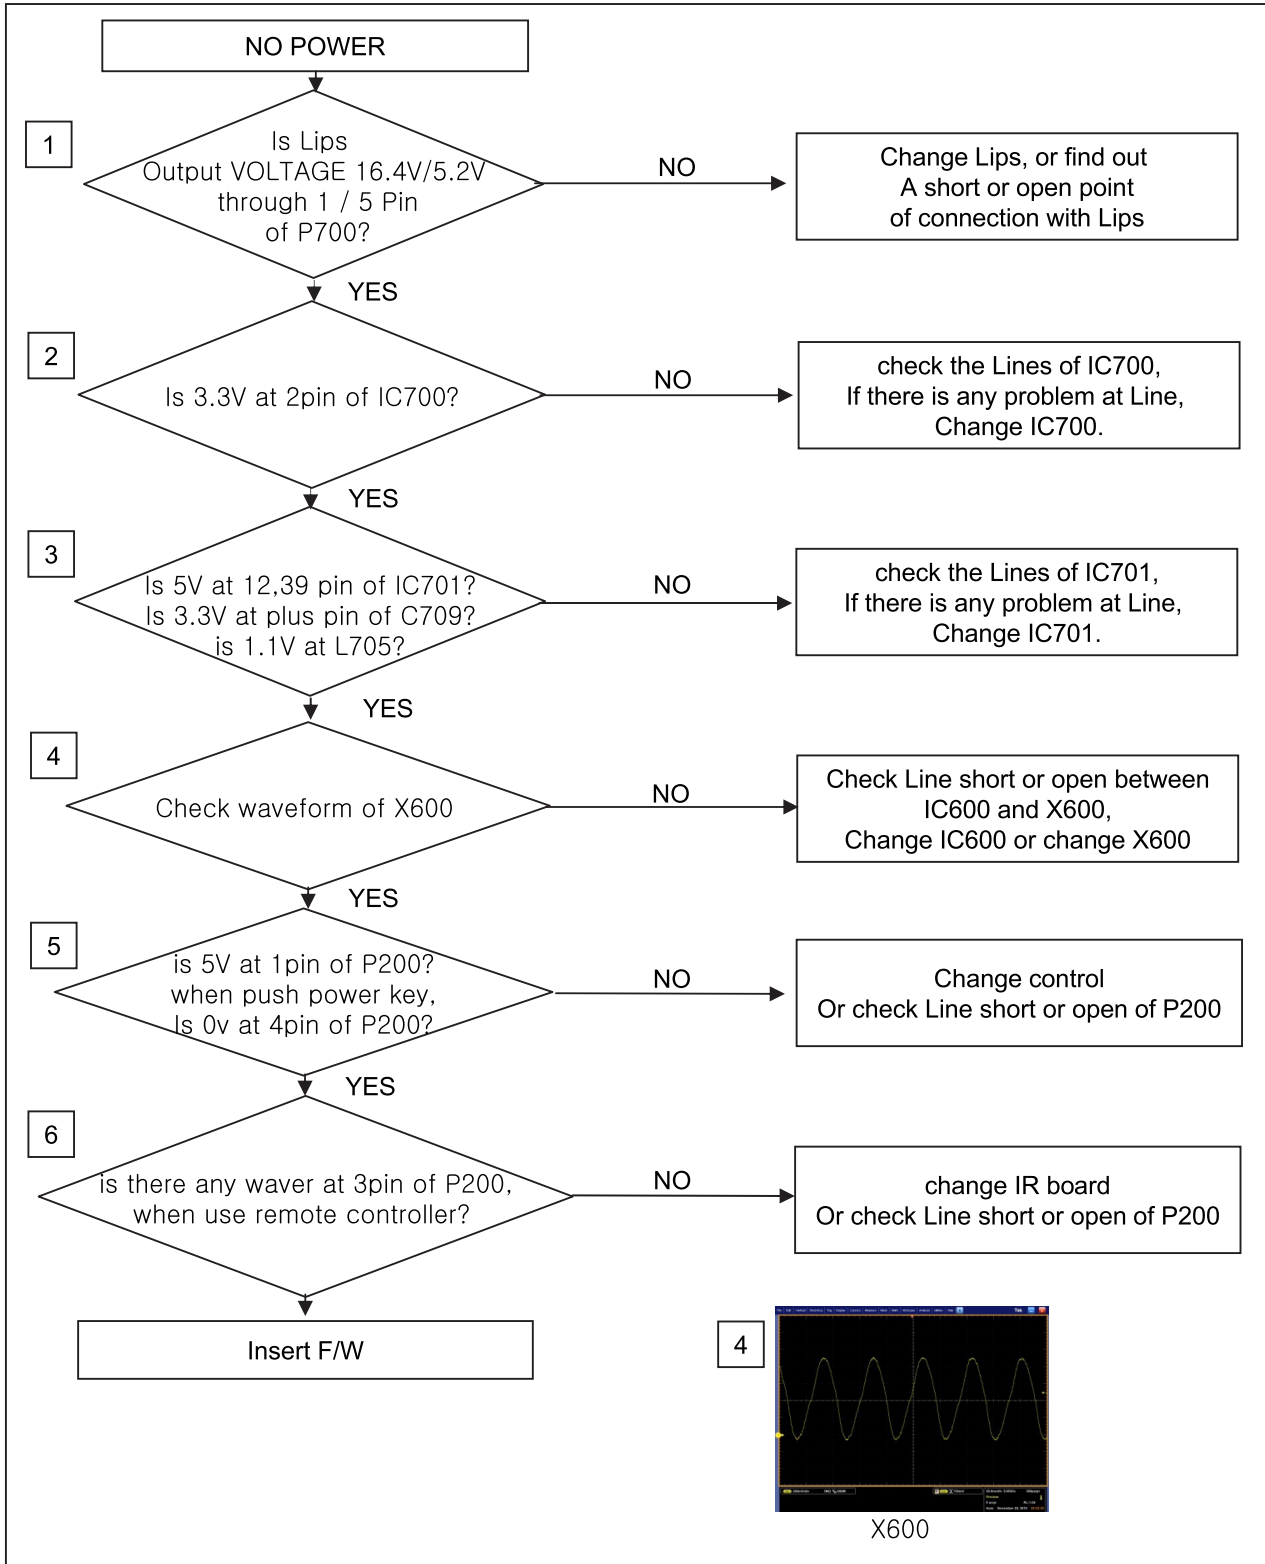 NO POWER
1
Is Lips
Output VOLTAGE 16.4V/5.2V
through 1 / 5 Pin
of P700?
NO
Change Lips, or find out
A short or open point
of connection with Lips
YES
2
Is 3.3V at 2pin of IC700?
NO
check the Lines of IC700,
If there is any problem at Line,
Change IC700.
YES
3
Is 5V at 12,39 pin of IC701?
Is 3.3V at plus pin of C709?
is 1.1V at L705?
NO
check the Lines of IC701,
If there is any problem at Line,
Change IC701.
YES
4
Check waveform of X600
NO
Check Line short or open between
IC600 and X600,
Change IC600 or change X600
YES
5
is 5V at 1pin of P200?
when push power key,
Is 0v at 4pin of P200?
NO
Change control
Or check Line short or open of P200
YES
6
is there any waver at 3pin of P200,
when use remote controller?
NO
change IR board
Or check Line short or open of P200
Insert F/W
4
Tek
X600